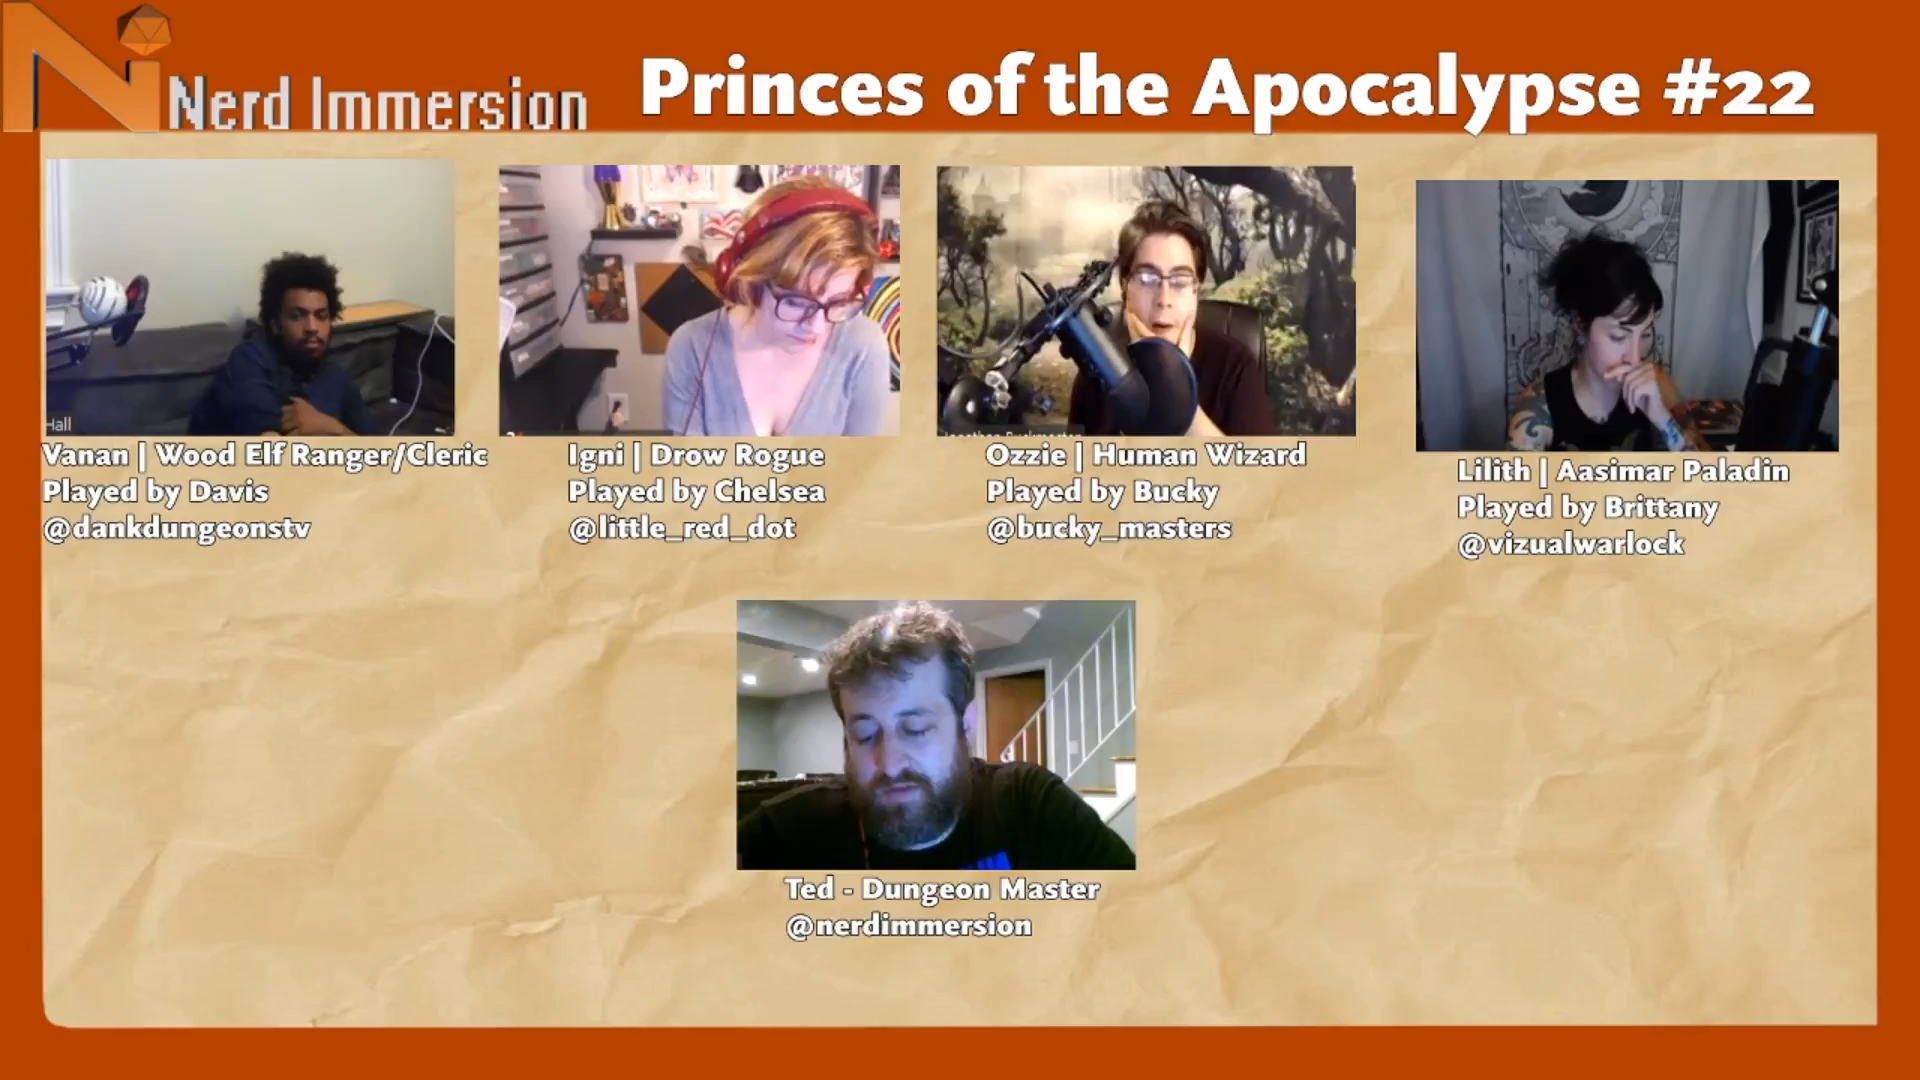 Nerd Immersion
Princes of the Apocalypse #22
Hall
Vanan | Wood Elf Ranger/Cleric
Played by Davis
@dankdungeonstv
Igni | Drow Rogue
Played by Chelsea
@little_red_dot
Ozzie | Human Wizard
Played by Bucky
@bucky_masters
Lilith | Aasimar Paladin
Played by Brittany
@vizualwarlock
Ted - Dungeon Master
@nerdimmersion